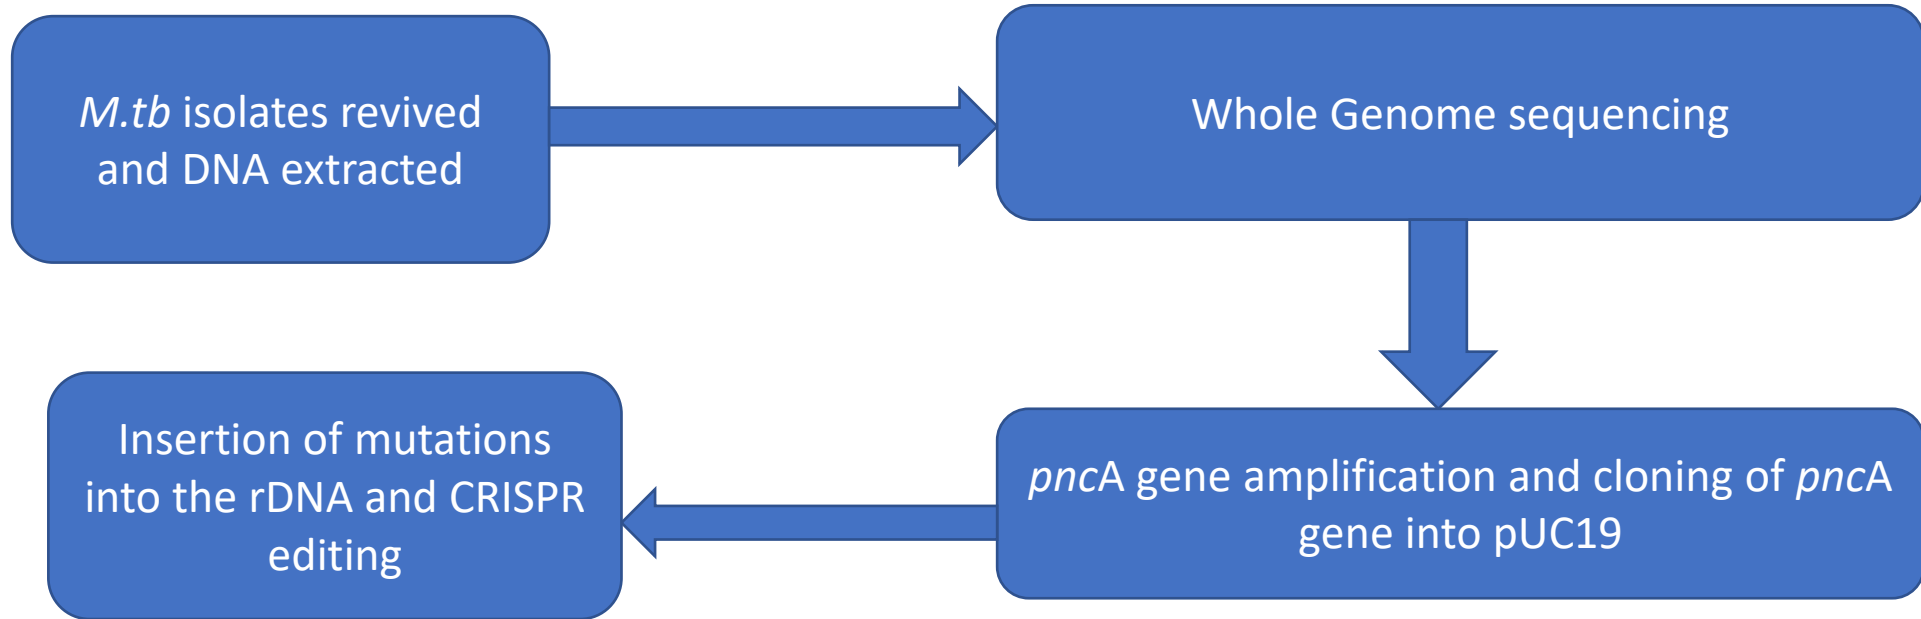 M.tb isolates revived
and DNA extracted
Whole Genome sequencing
pncA gene amplification and cloning of pncA
gene into pUC19
Insertion of mutations
into the rDNA and CRISPR
editing